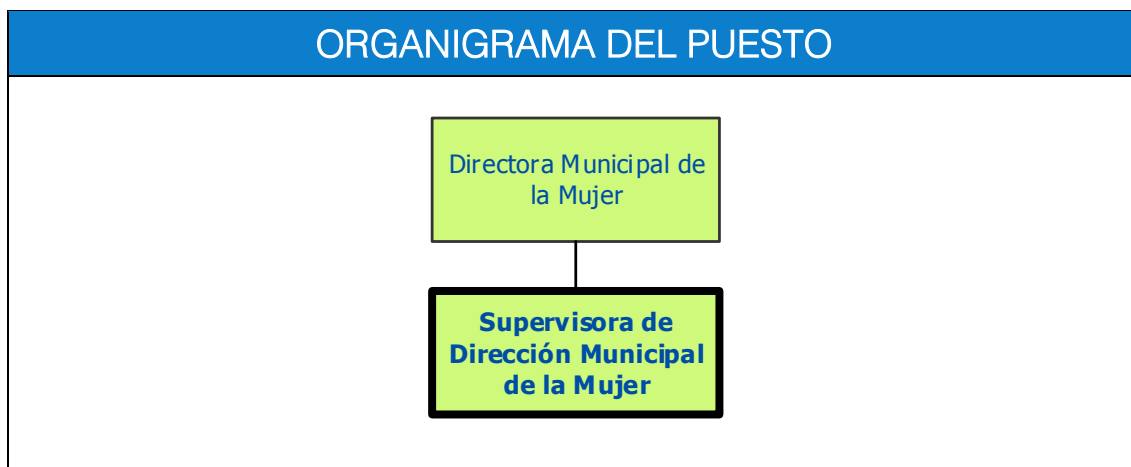 ORGANIGRAMA DEL PUESTO
Directora Municipal de
la Mujer
Supervisora de
Dirección Municipal
de la Mujer